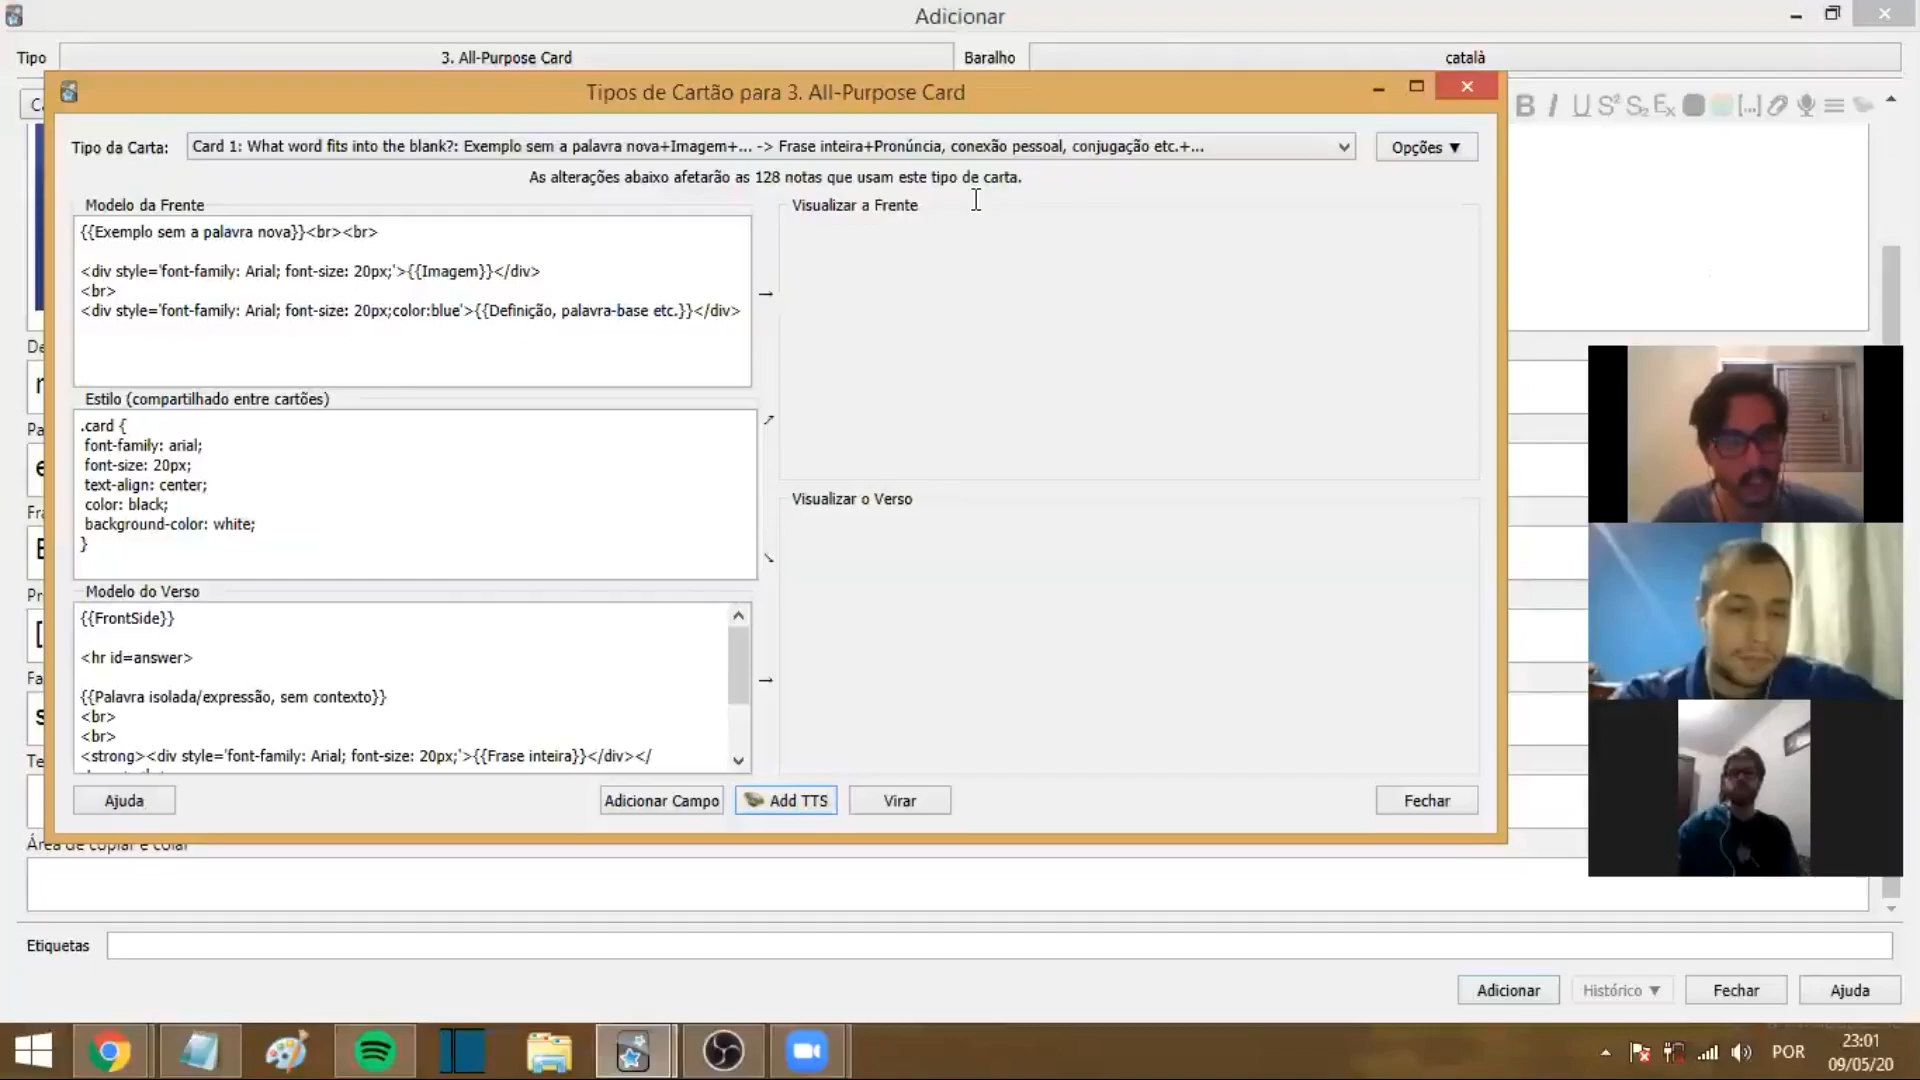 Adicionar
Tipo
3. All-Purpose Card
Baralho
català
Tipos de Cartão para 3. All-Purpose Card
Tipo da Carta:
Card 1: What word fits into the blank?: Exemplo sem a palavra nova+Imagem+... -> Frase inteira+Pronúncia, conexão pessoal, conjugação etc.+...
Opções ▼
As alterações abaixo afetarão as 128 notas que usam este tipo de carta.
Modelo da Frente
{{Exemplo sem a palavra nova}}<br><br>
<div style='font-family: Arial; font-size: 20px;'>{{Imagem}}</div>
<br>
<div style='font-family: Arial; font-size: 20px;color:blue'>{{Definição, palavra-base etc.}}</div>
Visualizar a Frente
Estilo (compartilhado entre cartões)
.card {
font-family: arial;
font-size: 20px;
text-align: center;
color: black;
background-color: white;
}
Visualizar o Verso
Modelo do Verso
{{FrontSide}}
<hr id=answer>
{{Palavra isolada/expressão, sem contexto}}
<br>
<br>
<strong><div style='font-family: Arial; font-size: 20px;'>{{Frase inteira}}</div></
Ajuda
Adicionar Campo
Add TTS
Virar
Fechar
Área de copiar e colar
Etiquetas
Adicionar
Histórico ▼
Fechar
Ajuda
POR
23:01
09/05/20